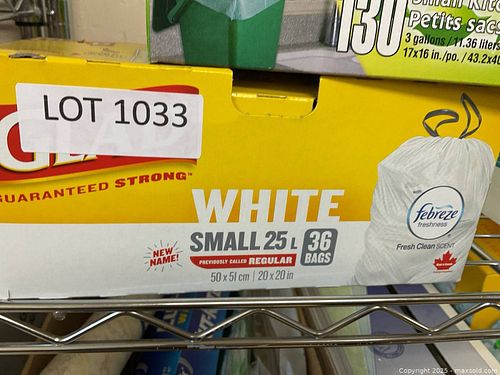 130
Petits sacs
3 gallons / 11.36 liters
17x16 in./po. /
LOT 1033
GUARANTEED STRONG™
WHITE
SMALL 25 L
36
BAGS
NEW
NAME!
PREVIOUSLY CALLED REGULAR
50 x 51 cm | 20 x 20 in
with
febreze
freshness
Fresh Clean SCENT
Copyright 2025 - maxsold.com